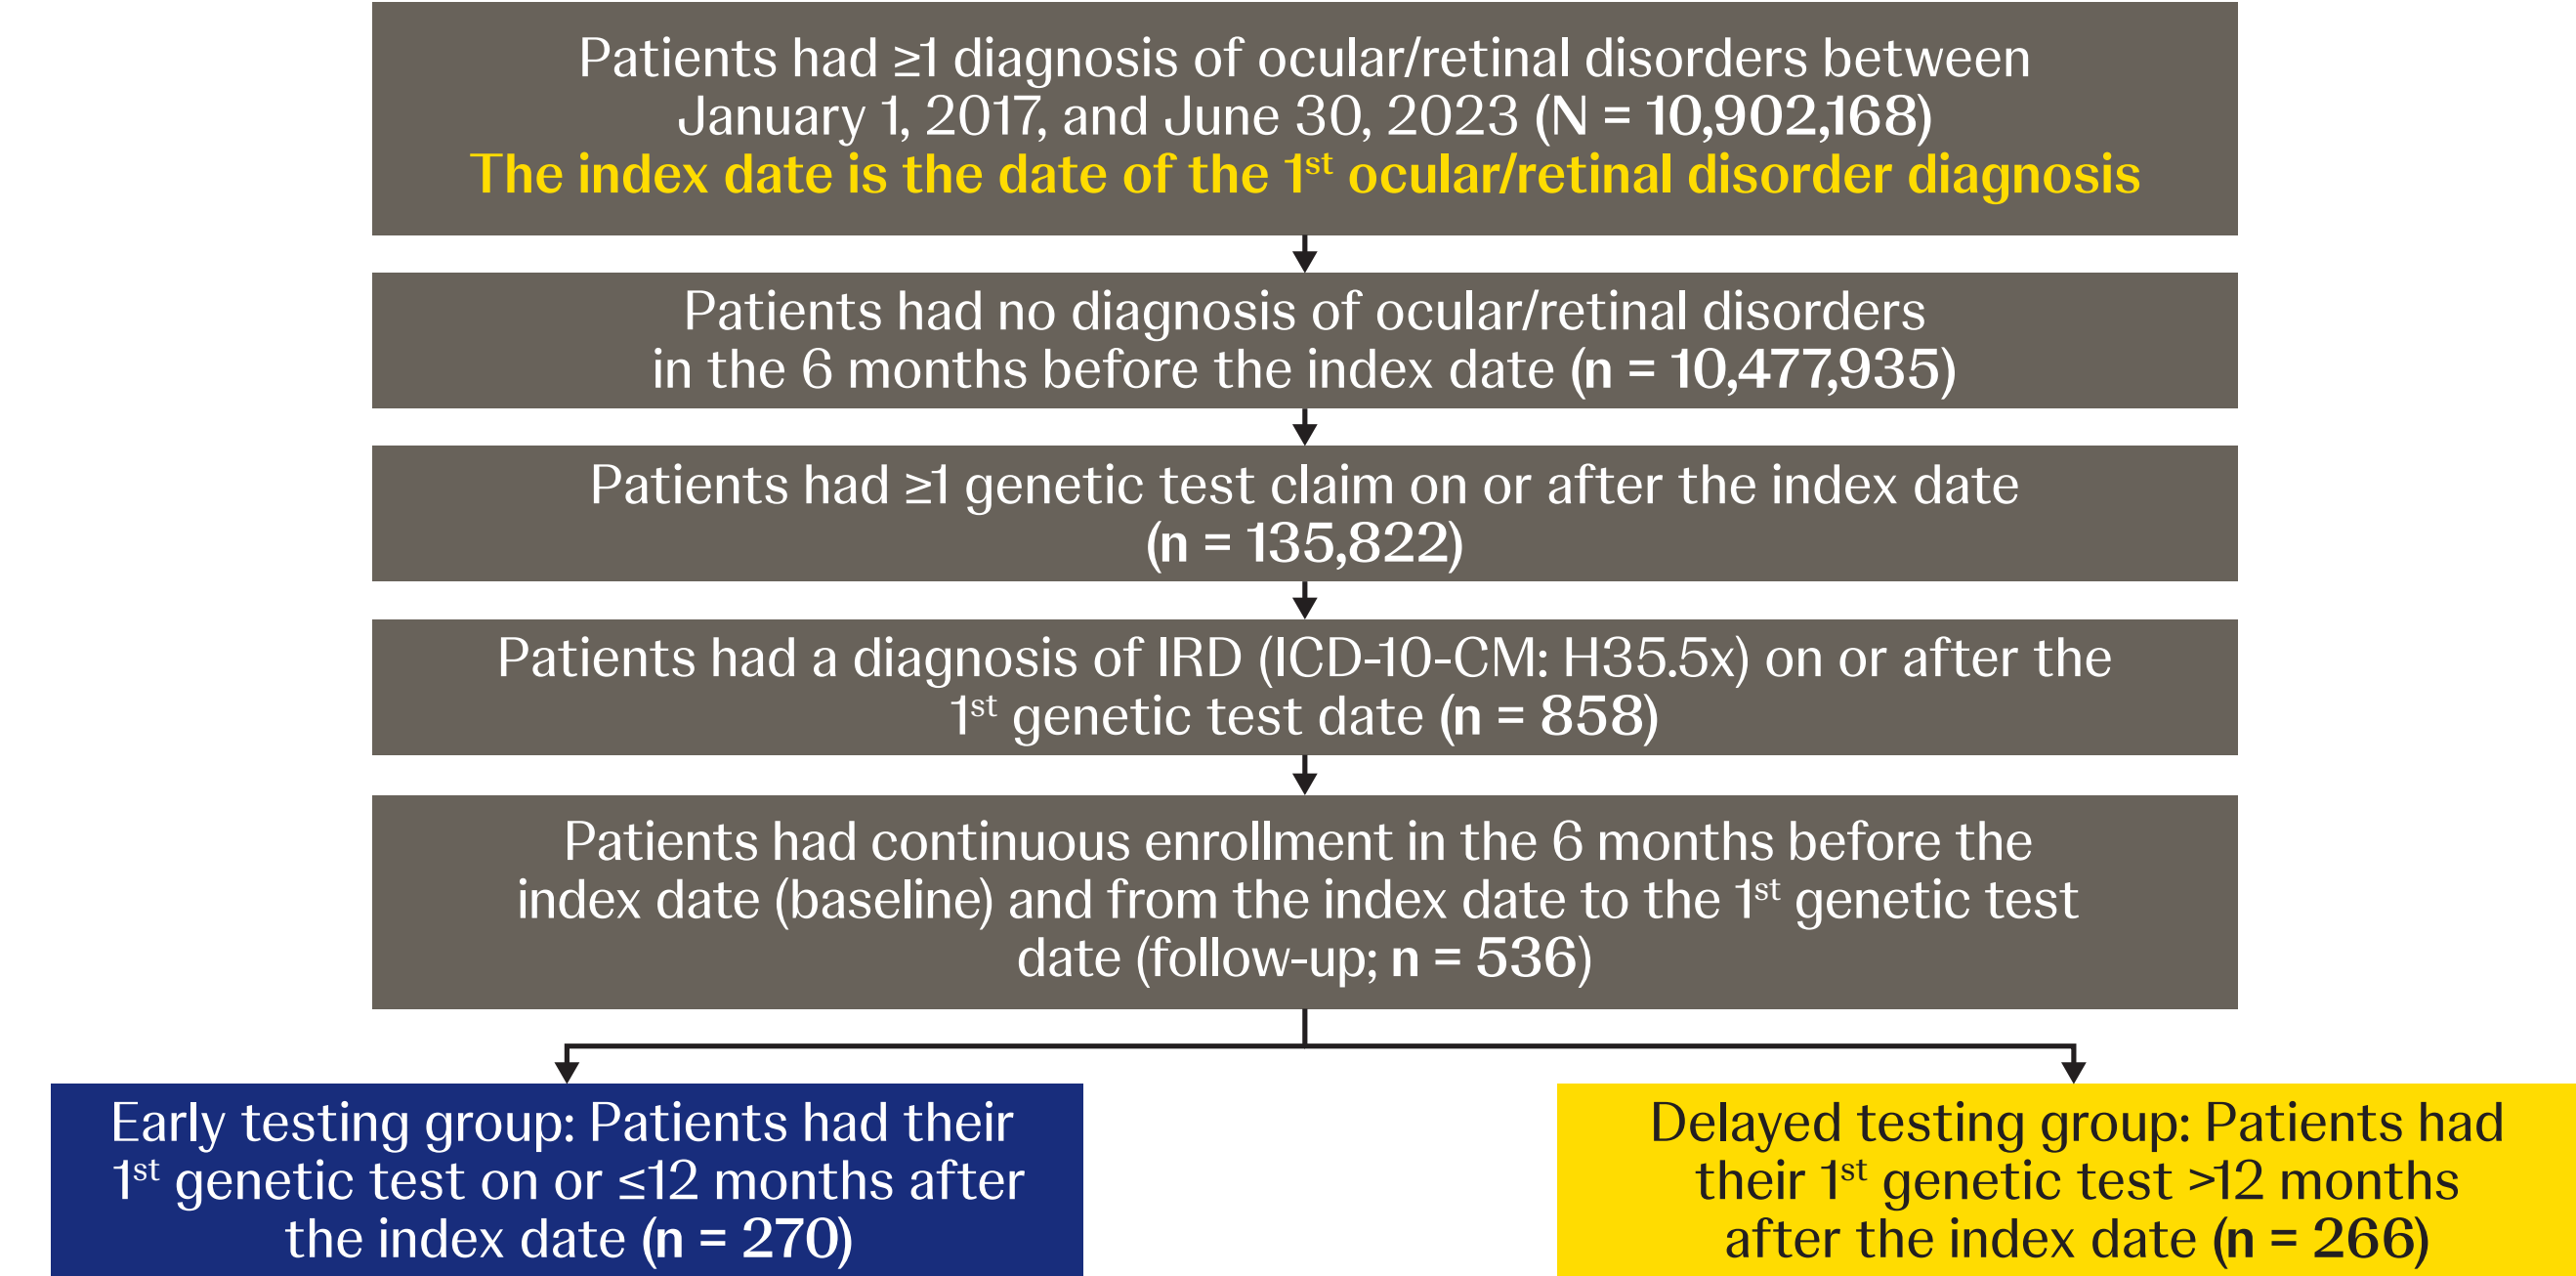 Patients had ≥1 diagnosis of ocular/retinal disorders between
January 1, 2017, and June 30, 2023 (N = 10,902,168)
The index date is the date of the 1st ocular/retinal disorder diagnosis
Patients had no diagnosis of ocular/retinal disorders
in the 6 months before the index date (n = 10,477,935)
Patients had ≥1 genetic test claim on or after the index date
(n = 135,822)
Patients had a diagnosis of IRD (ICD-10-CM: H35.5x) on or after the
1st genetic test date (n = 858)
Patients had continuous enrollment in the 6 months before the
index date (baseline) and from the index date to the 1st genetic test
date (follow-up; n = 536)
Early testing group: Patients had their
1st genetic test on or ≤12 months after
the index date (n = 270)
Delayed testing group: Patients had
their 1st genetic test >12 months
after the index date (n = 266)